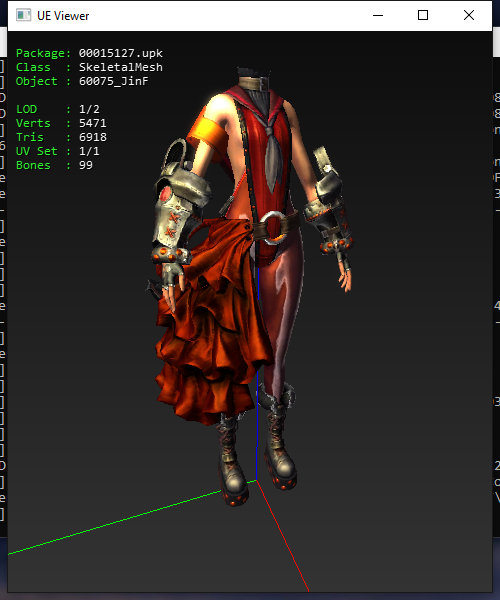 UE Viewer
Package: 00015127.upk
Class : SkeletalMesh
Object : 60075_JinF
LOD : 1/2
Verts : 5471
Tris : 6918
UV Set : 1/1
Bones : 99